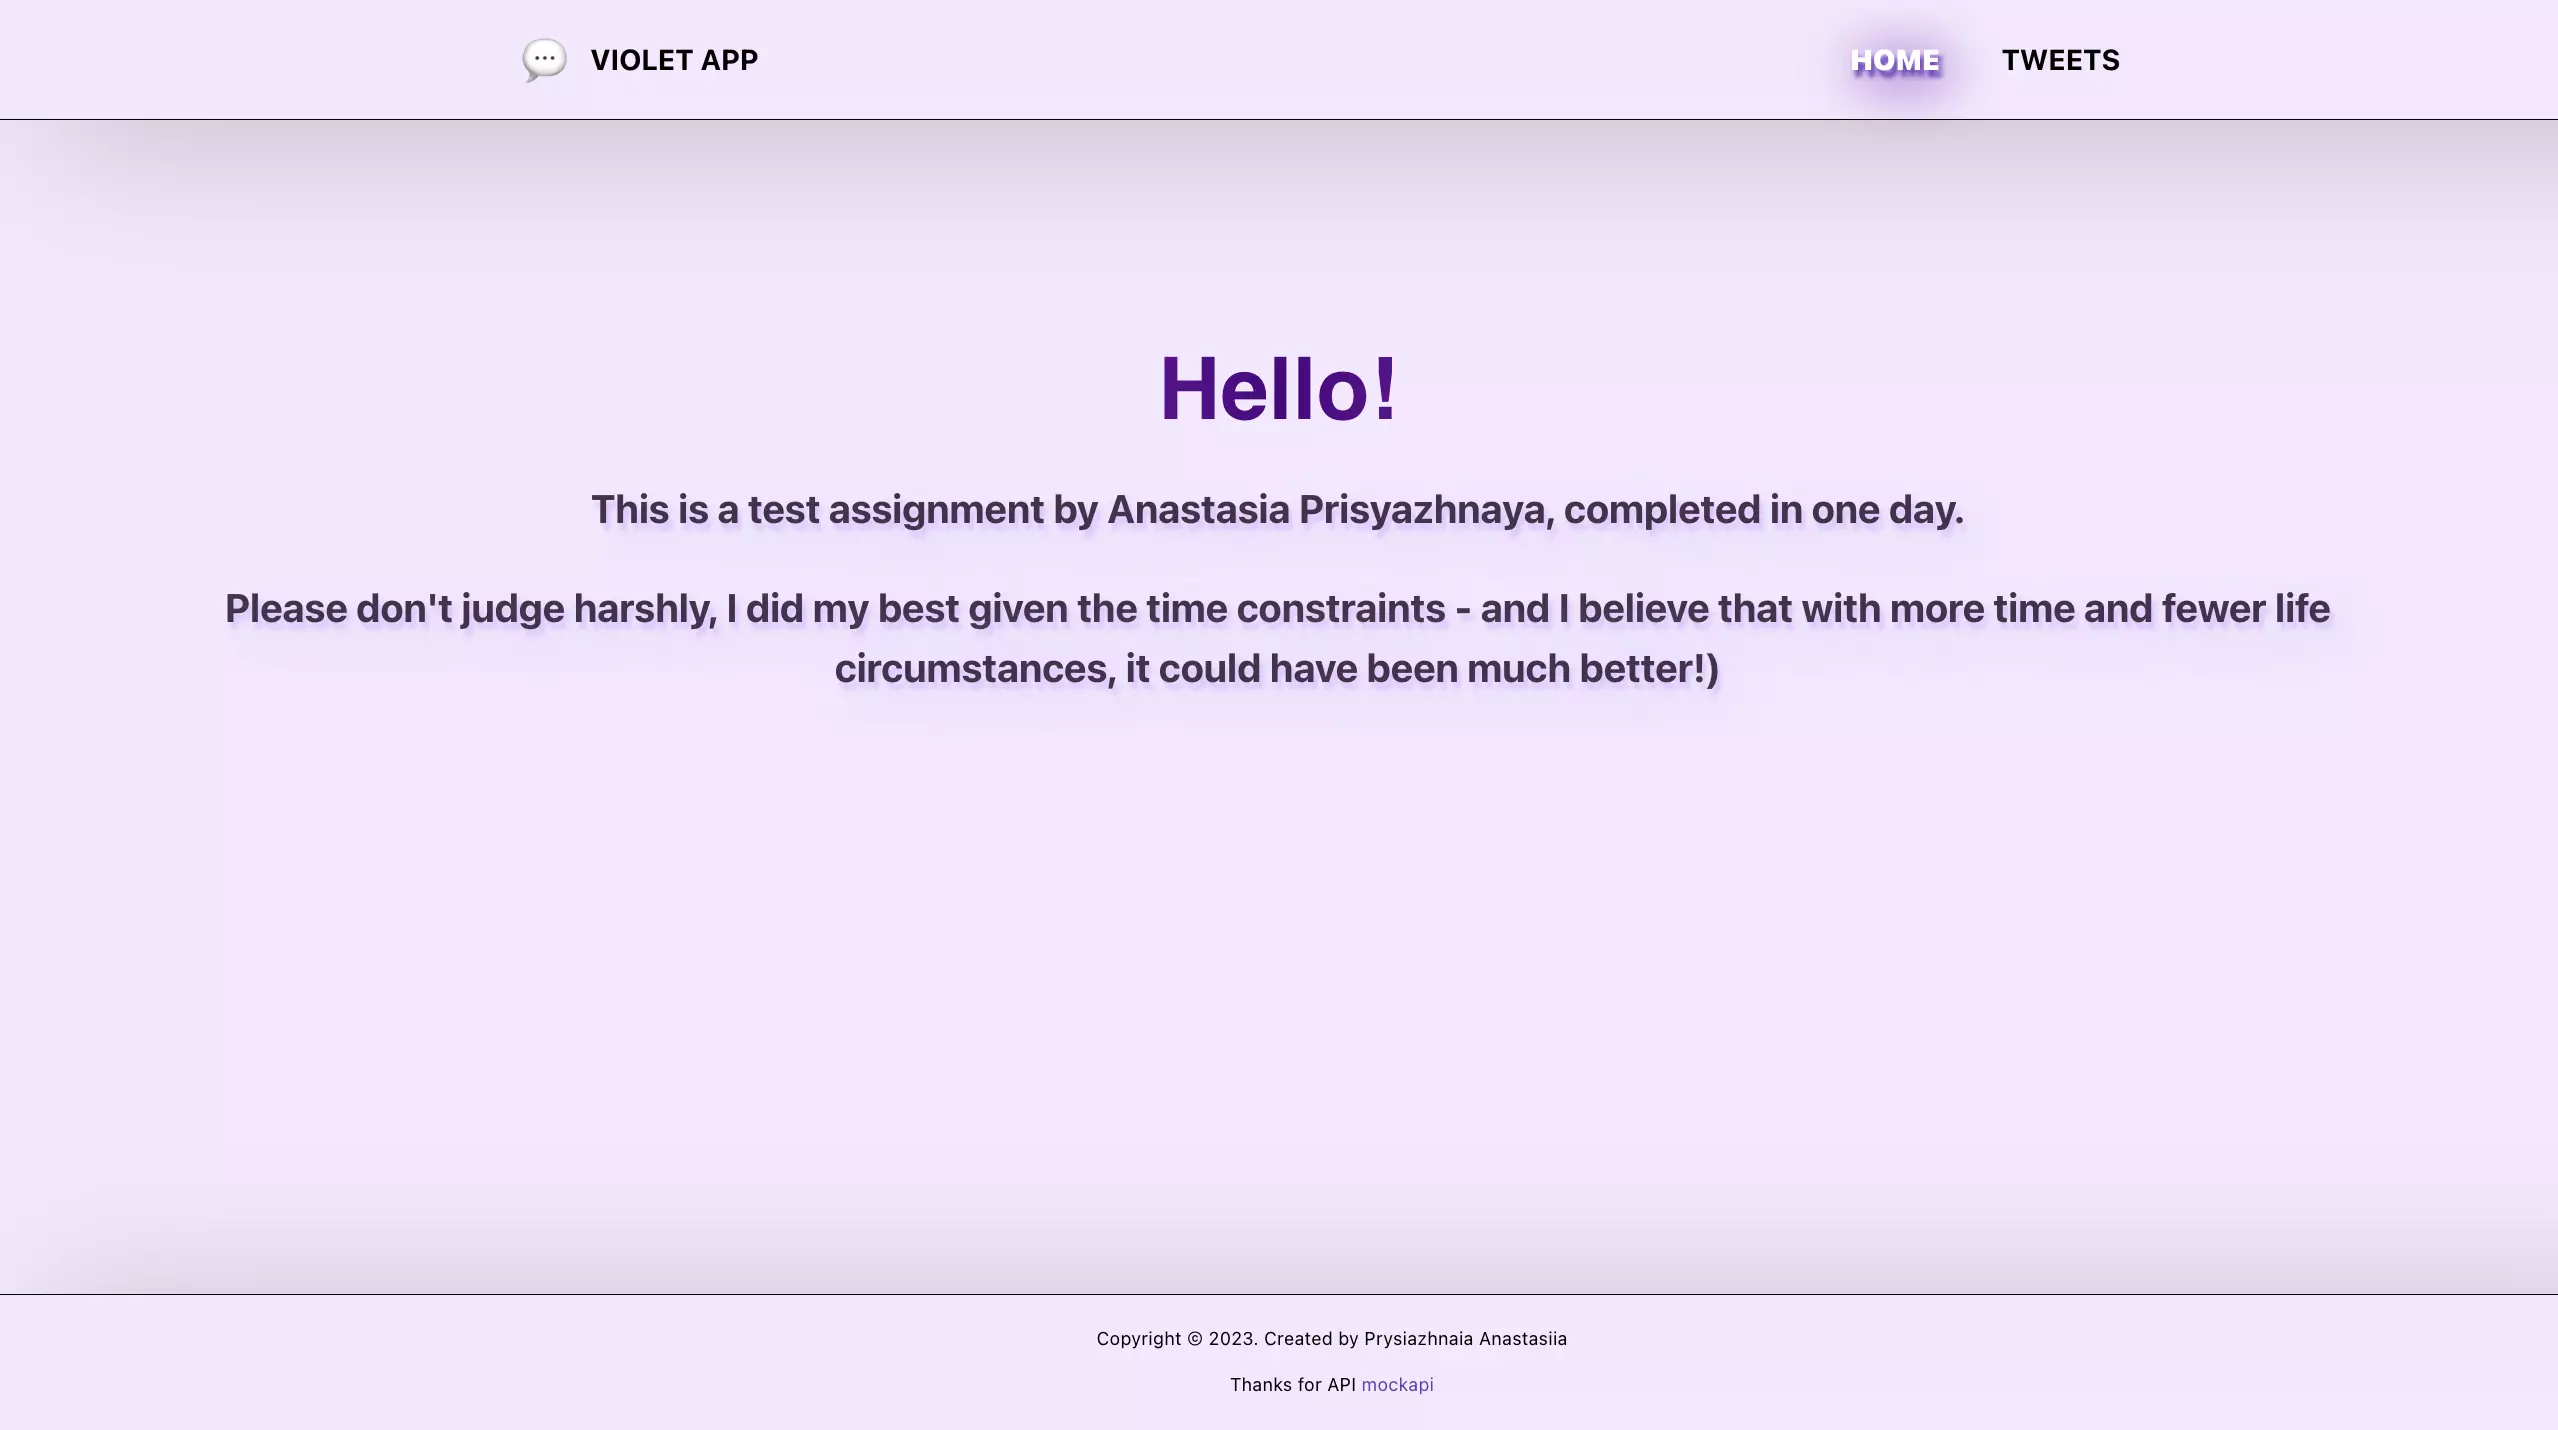 VIOLET APP
HOME
TWEETS
Hello!
This is a test assignment by Anastasia Prisyazhnaya, completed in one day.
Please don't judge harshly, I did my best given the time constraints - and I believe that with more time and fewer life
circumstances, it could have been much better!)
Copyright © 2023. Created by Prysiazhnaia Anastasiia
Thanks for API mockapi